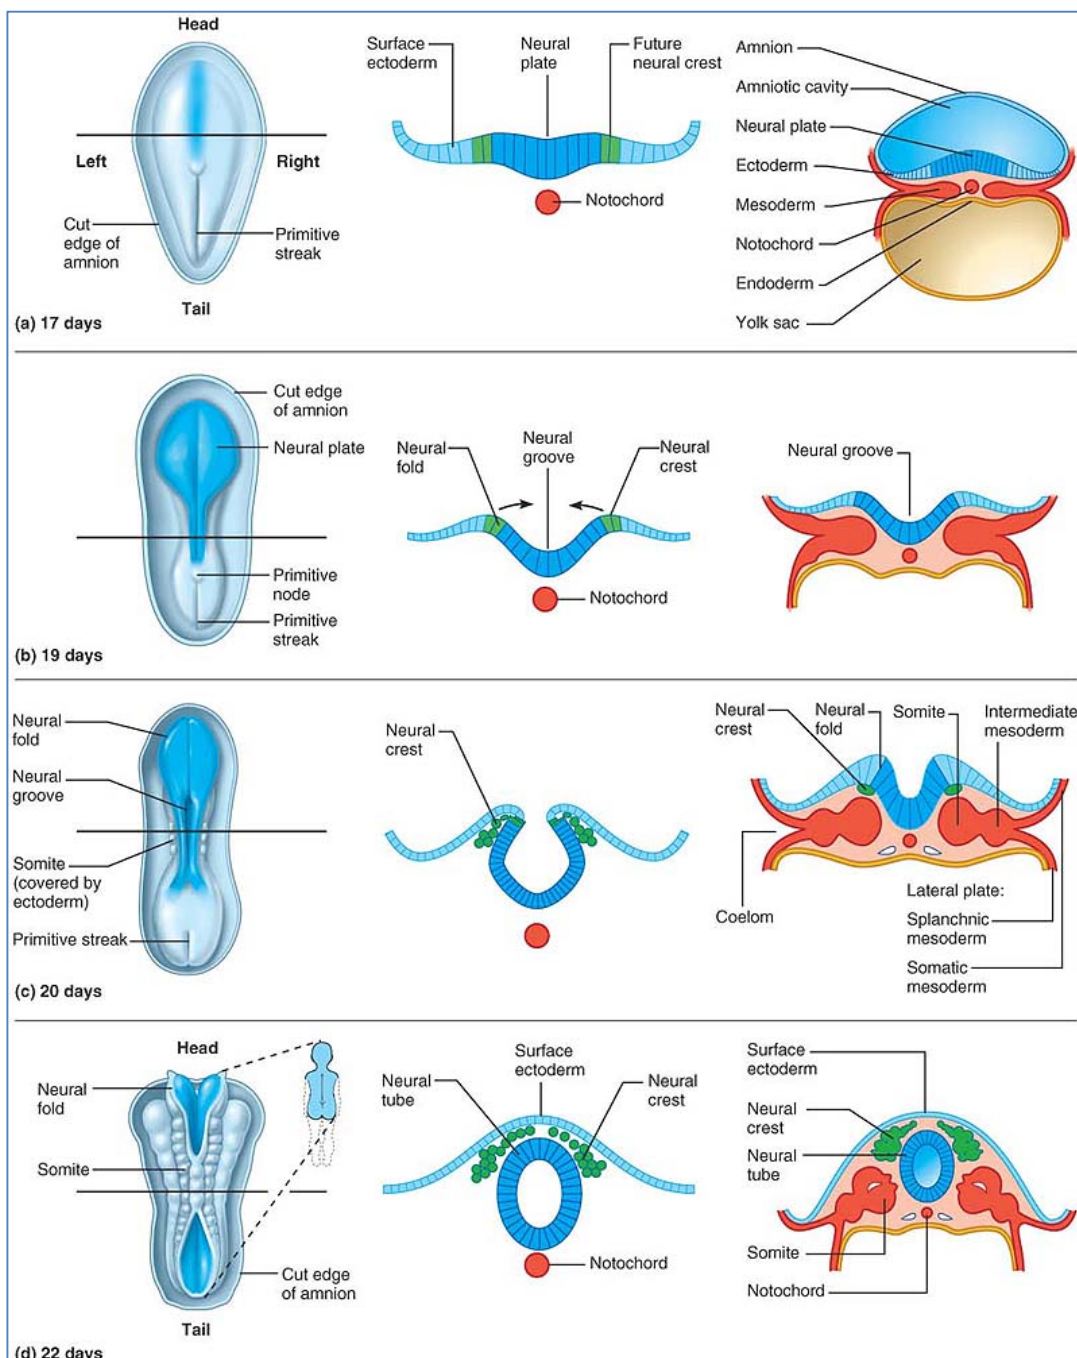 Head
Left
Right
Cut
edge of
amnion
Primitive
streak
Tail
(a) 17 days
Surface
ectoderm
Neural
plate
Future
neural crest
Notochord
Amnion
Amniotic cavity
Neural plate
Ectoderm
Mesoderm
Notochord
Endoderm
Yolk sac
Cut edge
of amnion
Neural plate
Primitive
node
Primitive
streak
(b) 19 days
Neural
fold
Neural
groove
Neural
crest
Notochord
Neural groove
Neural
fold
Neural
groove
Somite
(covered by
ectoderm)
Primitive streak
(c) 20 days
Neural
crest
Neural
crest
Neural
fold
Somite
Intermediate
mesoderm
Coelom
Lateral plate:
Splanchnic
mesoderm
Somatic
mesoderm
Head
Neural
fold
Somite
Cut edge
of amnion
Tail
(d) 22 days
Neural
tube
Surface
ectoderm
Neural
crest
Notochord
Surface
ectoderm
Neural
crest
Neural
tube
Somite
Notochord